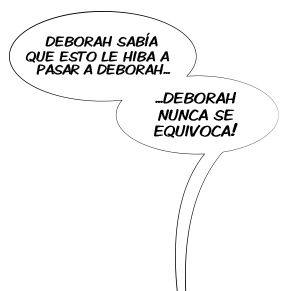 DEBORAH SABÍA
QUE ESTO LE HIBA A
PASAR A DEBORAH...
...DEBORAH
NUNCA SE
EQUIVOCA!